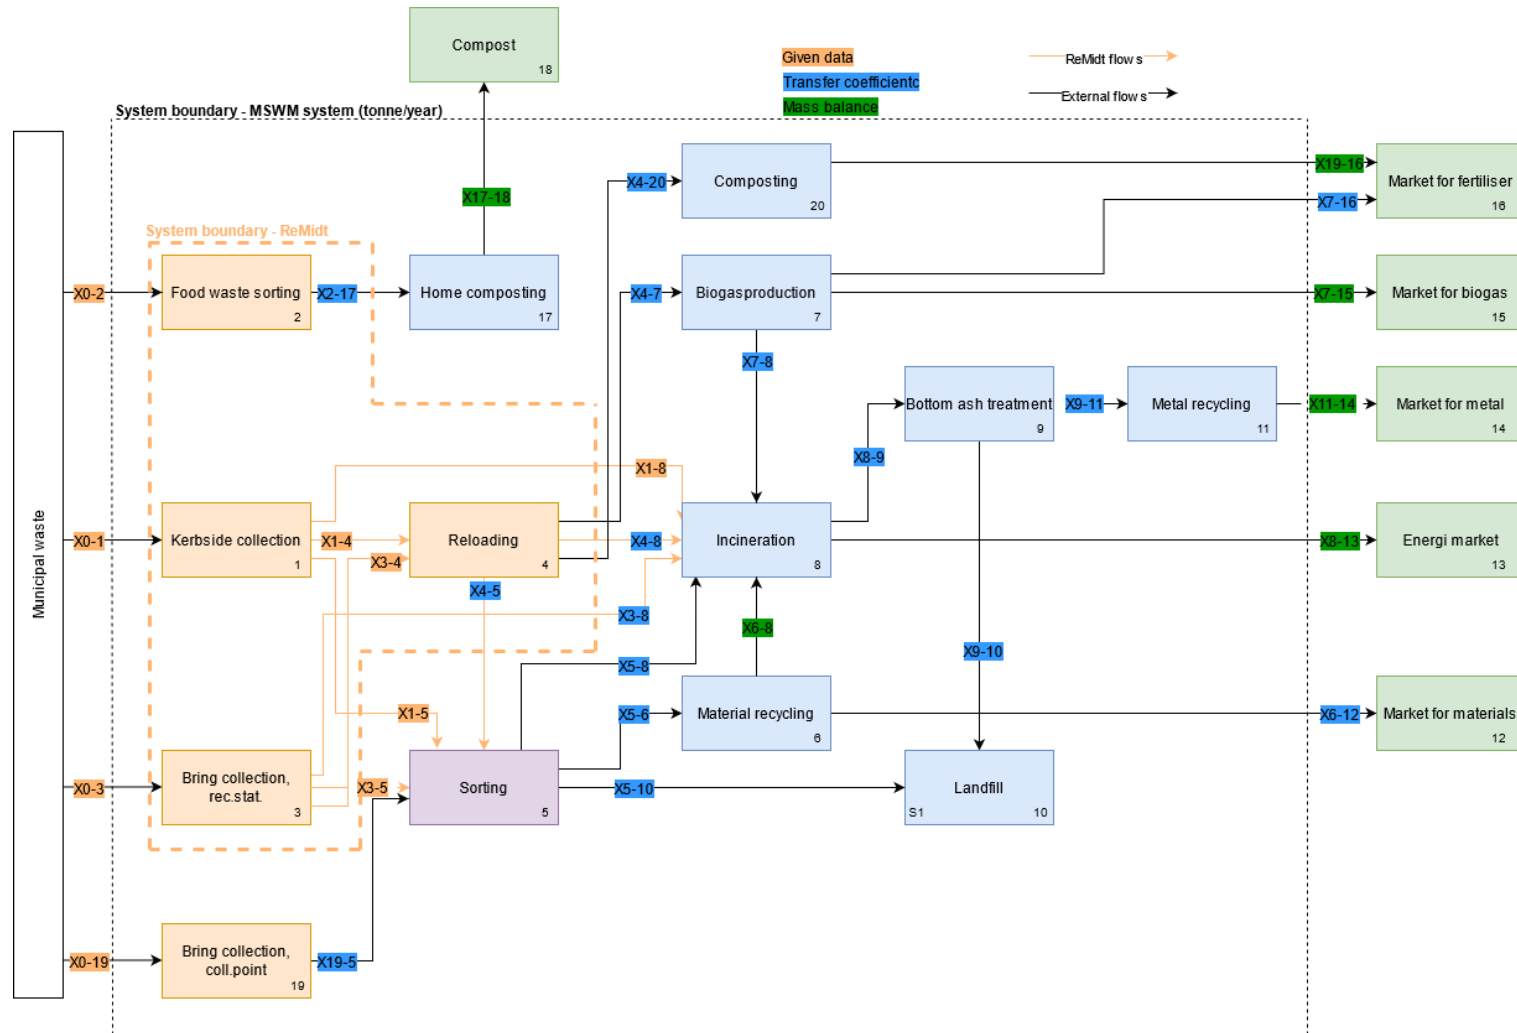 Compost
18
Given data
Transfer coefficientc
Mass balance
ReMidt flows
External flows
System boundary - MSWM system (tonne/year)
Municipal waste
X17-18
X4-20
Composting
20
X19-16
X7-16
Market for fertiliser
16
System boundary - ReMidt
X0-2
Food waste sorting
2
X2-17
Home composting
17
X4-7
Biogasproduction
7
X7-15
Market for biogas
15
X7-8
Bottom ash treatment
9
X9-11
Metal recycling
11
X11-14
Market for metal
14
X8-9
X1-8
X0-1
Kerbside collection
1
X1-4
X3-4
Reloading
4
X4-8
Incineration
8
X8-13
Energi market
13
X4-5
X3-8
X6-8
X9-10
X5-8
X1-5
X5-6
Material recycling
6
X6-12
Market for materials
12
X0-3
Bring collection,
rec.stat.
3
X3-5
Sorting
5
X5-10
Landfill
S1
10
X0-19
Bring collection,
coll.point
19
X19-5